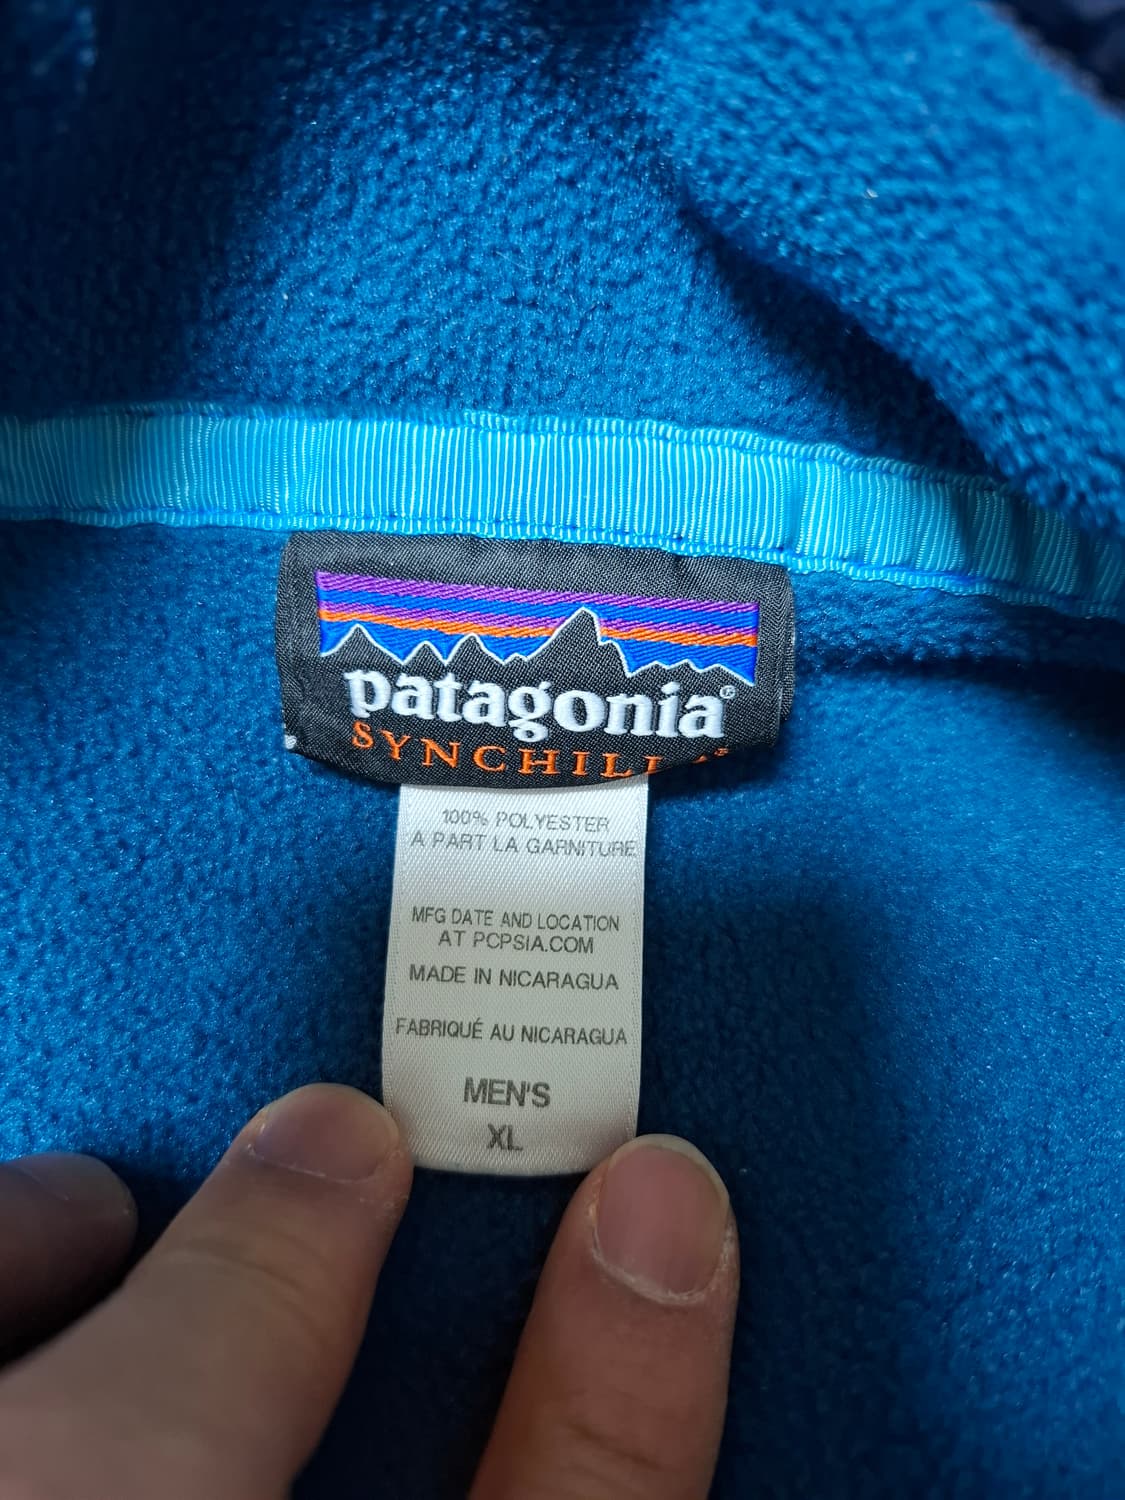 patagonia®
SYNCHILL
100% POLYESTER
A PART LA GARNITURE
MFG DATE AND LOCATION
AT PCPSIA.COM
MADE IN NICARAGUA
FABRIQUÉ AU NICARAGUA
MEN'S
XL